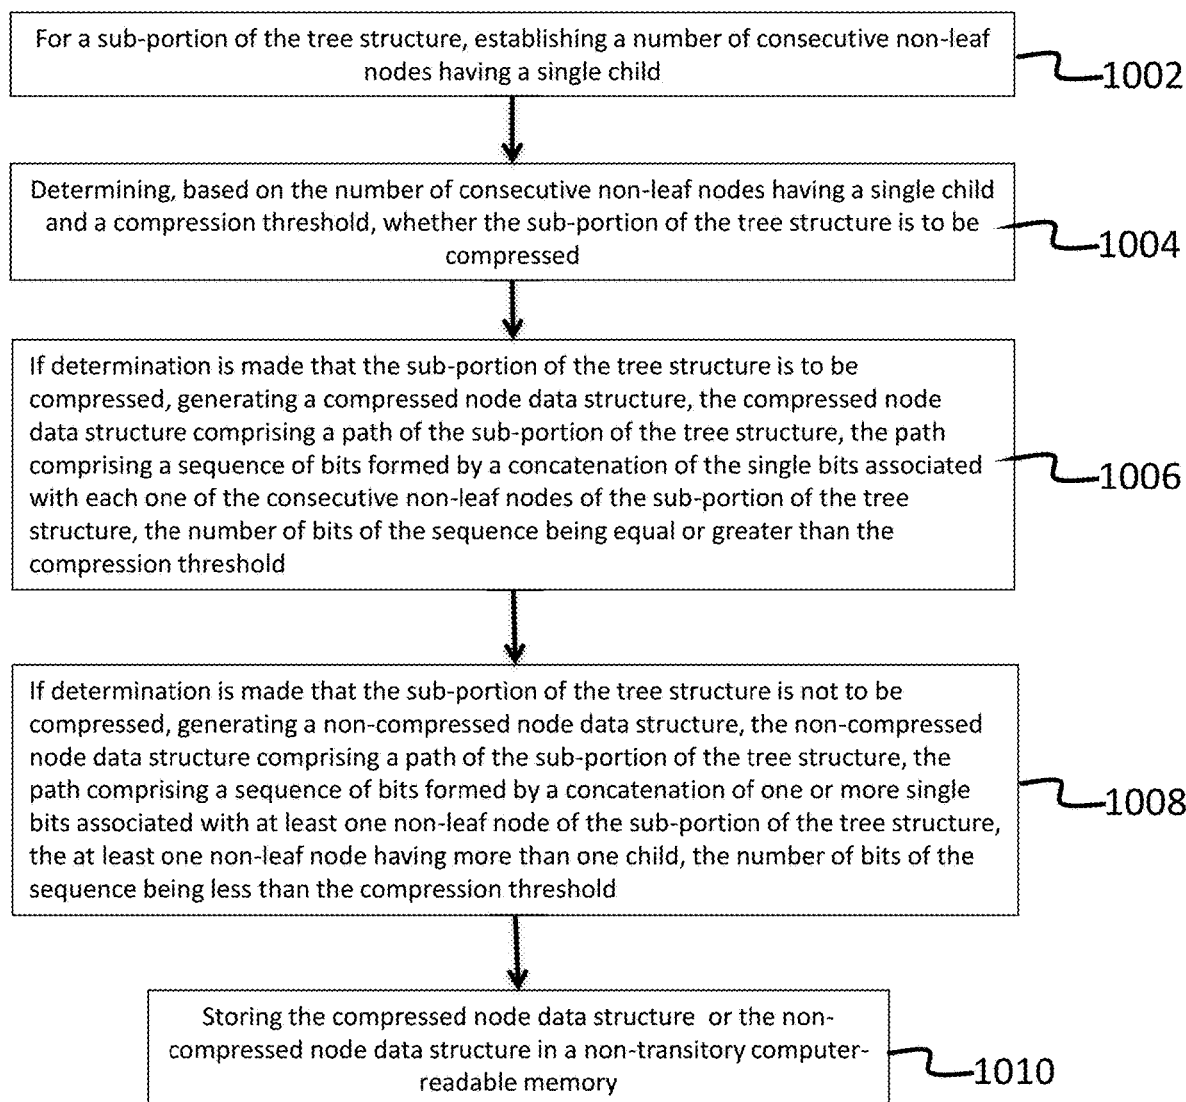 For a sub-portion of the tree structure, establishing a number of consecutive non-leaf
nodes having a single child
1002
Determining, based on the number of consecutive non-leaf nodes having a single child
and a compression threshold, whether the sub-portion of the tree structure is to be
compressed
1004
If determination is made that the sub-portion of the tree structure is to be
compressed, generating a compressed node data structure, the compressed node
data structure comprising a path of the sub-portion of the tree structure, the path
comprising a sequence of bits formed by a concatenation of the single bits associated
with each one of the consecutive non-leaf nodes of the sub-portion of the tree
structure, the number of bits of the sequence being equal or greater than the
compression threshold
1006
If determination is made that the sub-portion of the tree structure is not to be
compressed, generating a non-compressed node data structure, the non-compressed
node data structure comprising a path of the sub-portion of the tree structure, the
path comprising a sequence of bits formed by a concatenation of one or more single
bits associated with at least one non-leaf node of the sub-portion of the tree structure,
the at least one non-leaf node having more than one child, the number of bits of the
sequence being less than the compression threshold
1008
Storing the compressed node data structure or the non-
compressed node data structure in a non-transitory computer-
readable memory
1010